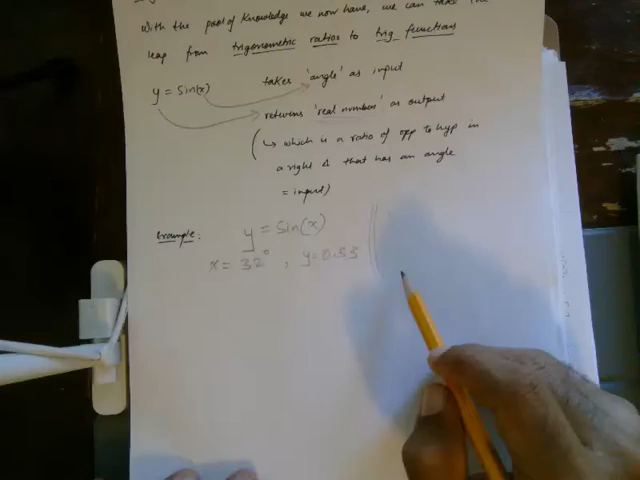 With the pool of knowledge we now have, we can take the
leap from trigonometric ratios to trig functions
y = sin(x) takes 'angle' as input
returns 'real numbers' as output
(↳ which is a ratio of opp to hyp in
a right Δ that has an angle
= input)
Example: y = sin(x)
x = 32°, y = 0.53